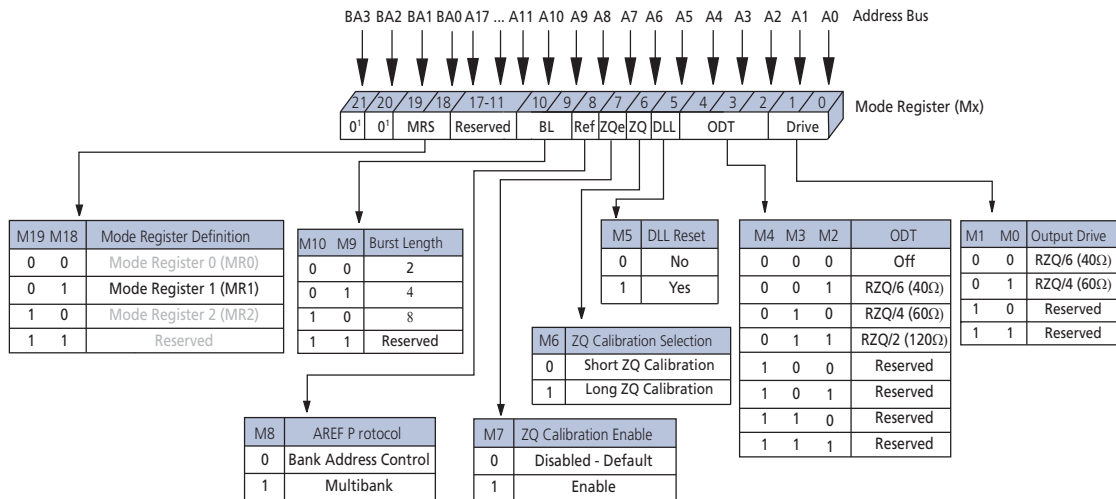 BA3 BA2 BA1 BA0 A17 ... A11 A10 A9 A8 A7 A6 A5 A4 A3 A2 A1 A0 Address Bus
21 20 19 18 17-11 10 9 8 7 6 5 4 3 2 1 0 Mode Register (Mx)
0¹ 0¹ MRS Reserved BL Ref ZQe ZQ DLL ODT Drive
M19 M18 Mode Register Definition
0 0 Mode Register 0 (MR0)
0 1 Mode Register 1 (MR1)
1 0 Mode Register 2 (MR2)
1 1 Reserved
M10 M9 Burst Length
0 0 2
0 1 4
1 0 8
1 1 Reserved
M5 DLL Reset
0 No
1 Yes
M4 M3 M2 ODT
0 0 0 Off
0 0 1 RZQ/6 (40Ω)
0 1 0 RZQ/4 (60Ω)
0 1 1 RZQ/2 (120Ω)
1 0 0 Reserved
1 0 1 Reserved
1 1 0 Reserved
1 1 1 Reserved
M1 M0 Output Drive
0 0 RZQ/6 (40Ω)
0 1 RZQ/4 (60Ω)
1 0 Reserved
1 1 Reserved
M6 ZQ Calibration Selection
0 Short ZQ Calibration
1 Long ZQ Calibration
M8 AREF P rotocol
0 Bank Address Control
1 Multibank
M7 ZQ Calibration Enable
0 Disabled - Default
1 Enable